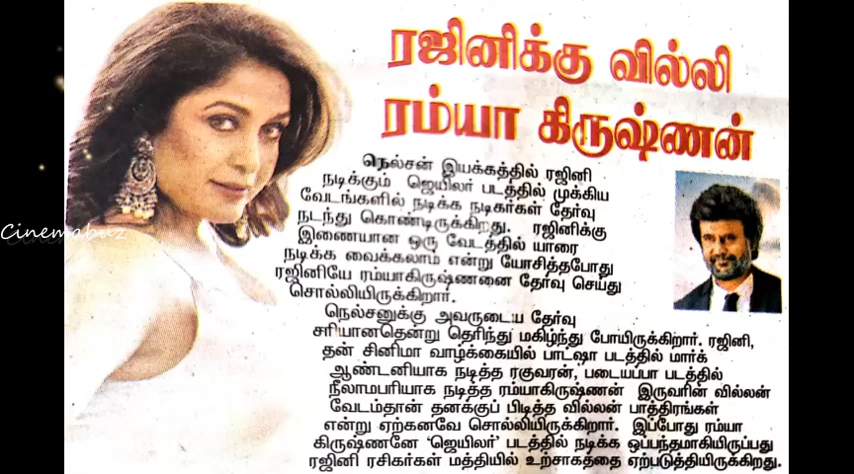 ரஜினிக்கு வில்லி
ரம்யா கிருஷ்ணன்
நெல்சன் இயக்கத்தில் ரஜினி
நடிக்கும் ஜெயிலர் படத்தில் முக்கிய
வேடங்களில் நடிக்க நடிகர்கள் தேர்வு
நடந்து கொண்டிருக்கிறது. ரஜினிக்கு
இணையான ஒரு வேடத்தில் யாரை
நடிக்க வைக்கலாம் என்று யோசித்தபோது
ரஜினியே ரம்யாகிருஷ்ணனை தேர்வு செய்து
சொல்லியிருக்கிறார்.
நெல்சனுக்கு அவருடைய தேர்வு
சரியானதென்று தெரிந்து மகிழ்ந்து போயிருக்கிறார். ரஜினி,
தன் சினிமா வாழ்க்கையில் பாட்ஷா படத்தில் மார்க்
ஆண்டனியாக நடித்த ரகுவரன், படையப்பா படத்தில்
நீலாமபரியாக நடித்த ரம்யாகிருஷ்ணன் இருவரின் வில்லன்
வேடம்தான் தனக்குப் பிடித்த வில்லன் பாத்திரங்கள்
என்று ஏற்கனவே சொல்லியிருக்கிறார். இப்போது ரம்யா
கிருஷ்ணனே 'ஜெயிலர்' படத்தில் நடிக்க ஒப்பந்தமாகியிருப்பது
ரஜினி ரசிகர்கள் மத்தியில் உற்சாகத்தை ஏற்படுத்தியிருக்கிறது.
Cinemabuz